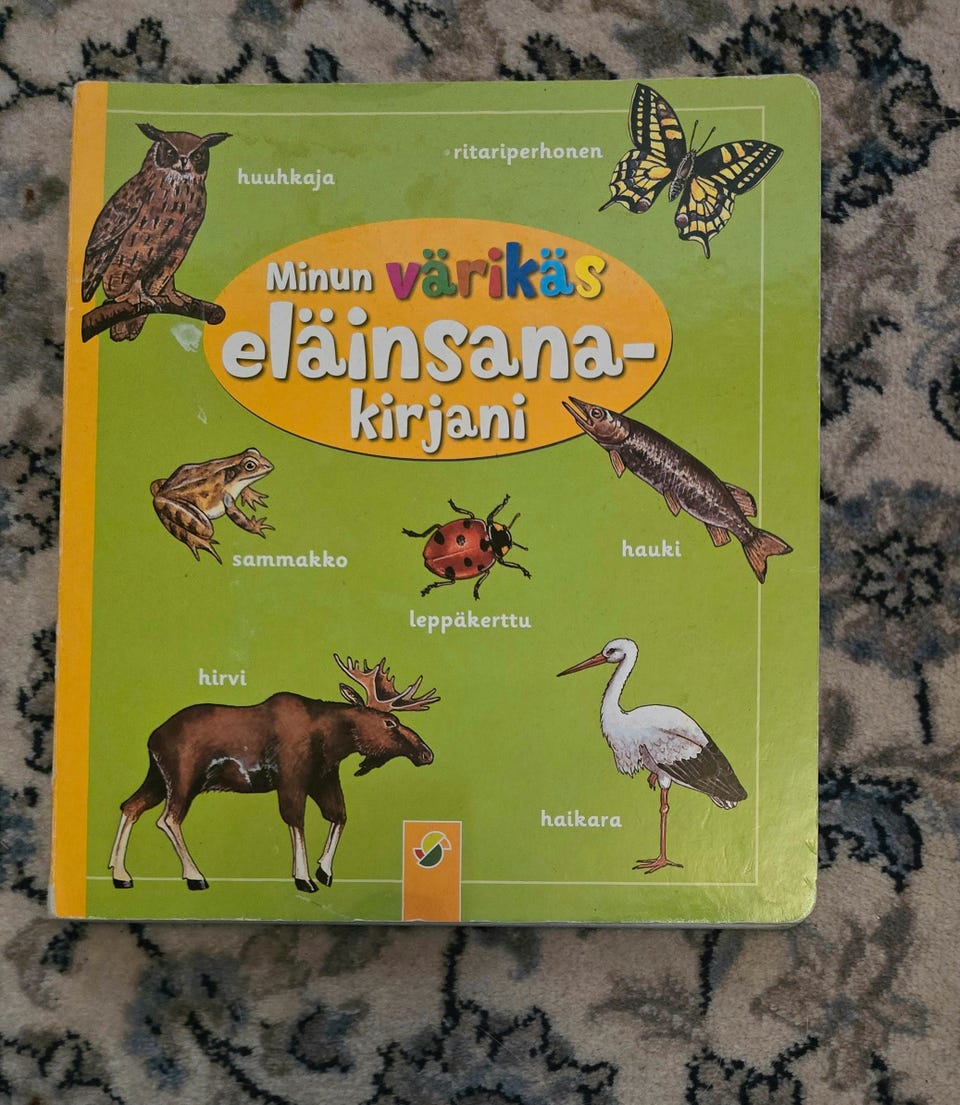 ritariperhonen
huuhkaja
Minun värikäs
eläinsana-
kirjani
hauki
sammakko
leppäkerttu
hirvi
haikara